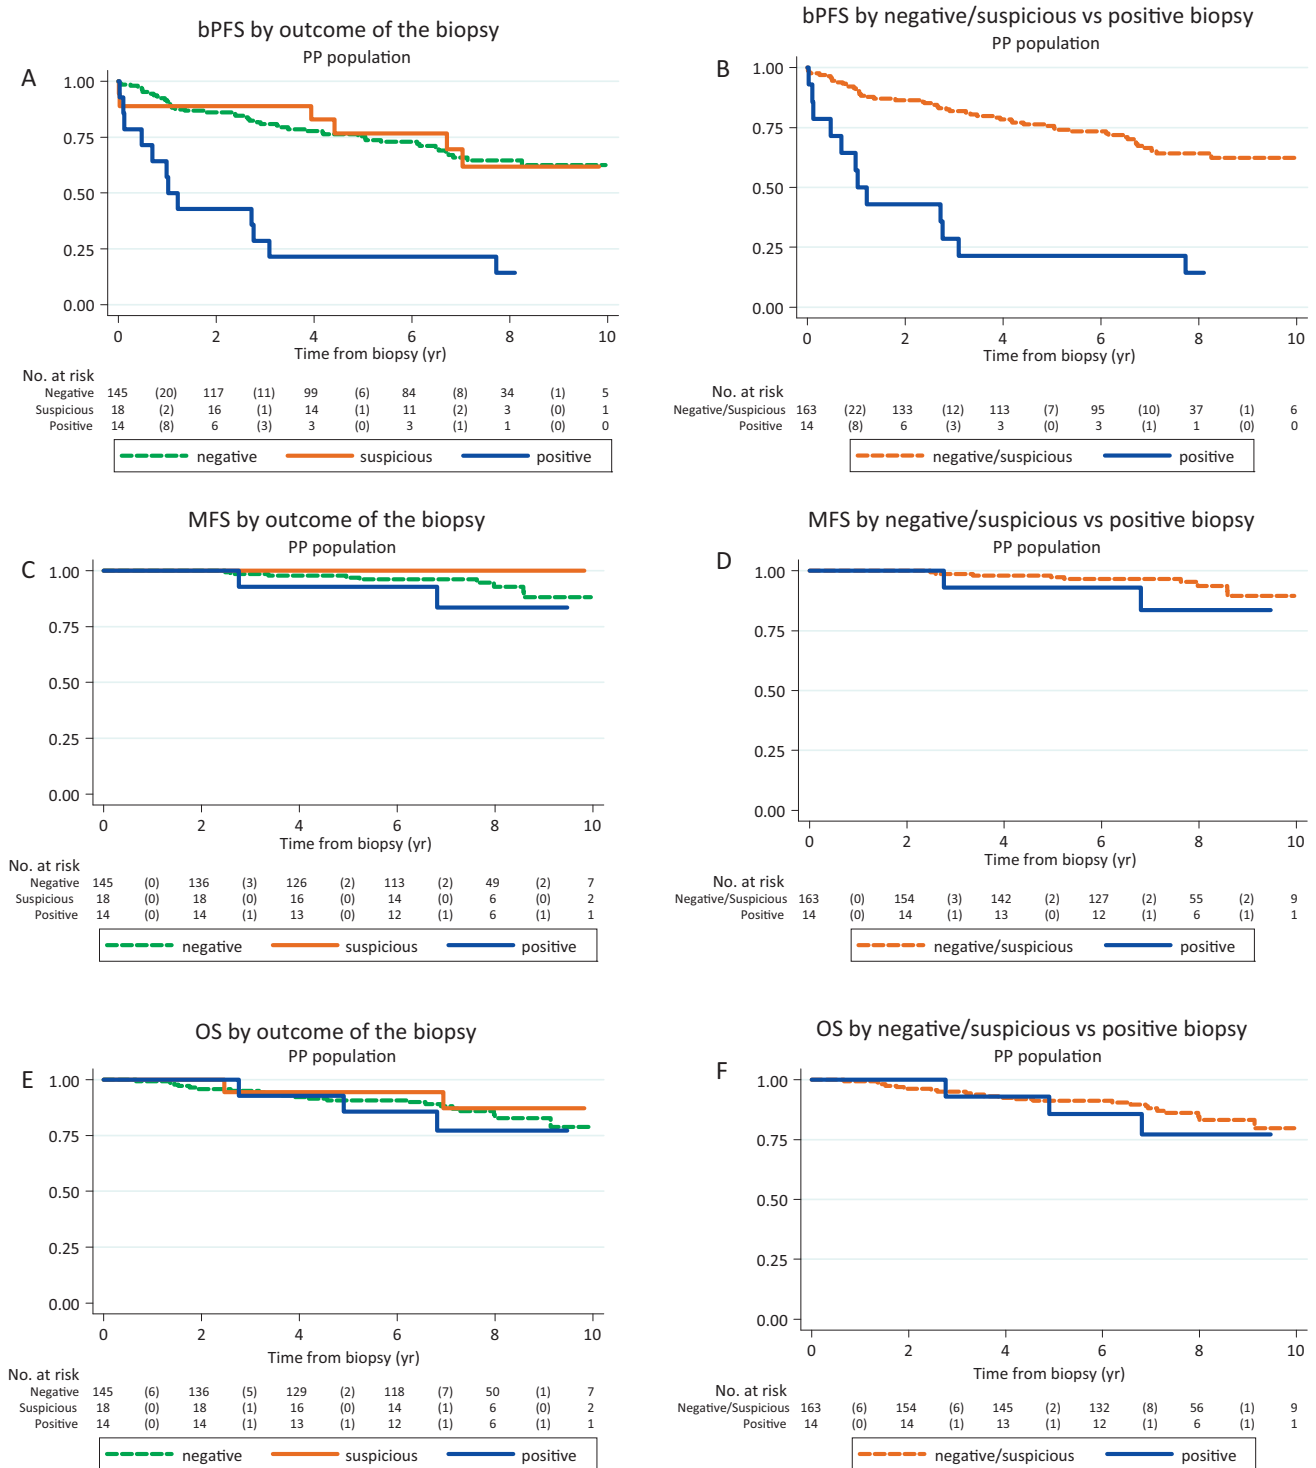 bPFS by outcome of the biopsy
PP population
A
1.00
0.75
0.50
0.25
0.00
0 2 4 6 8 10
Time from biopsy (yr)
No. at risk
Negative 145 (20) 117 (11) 99 (6) 84 (8) 34 (1) 5
Suspicious 18 (2) 16 (1) 14 (1) 11 (2) 3 (0) 1
Positive 14 (8) 6 (3) 3 (0) 3 (1) 1 (0) 0
negative suspicious positive
bPFS by negative/suspicious vs positive biopsy
PP population
B
1.00
0.75
0.50
0.25
0.00
0 2 4 6 8 10
Time from biopsy (yr)
No. at risk
Negative/Suspicious 163 (22) 133 (12) 113 (7) 95 (10) 37 (1) 6
Positive 14 (8) 6 (3) 3 (0) 3 (1) 1 (0) 0
negative/suspicious positive
MFS by outcome of the biopsy
PP population
C
1.00
0.75
0.50
0.25
0.00
0 2 4 6 8 10
Time from biopsy (yr)
No. at risk
Negative 145 (0) 136 (3) 126 (2) 113 (2) 49 (2) 7
Suspicious 18 (0) 18 (0) 16 (0) 14 (0) 6 (0) 2
Positive 14 (0) 14 (1) 13 (0) 12 (1) 6 (1) 1
negative suspicious positive
MFS by negative/suspicious vs positive biopsy
PP population
D
1.00
0.75
0.50
0.25
0.00
0 2 4 6 8 10
Time from biopsy (yr)
No. at risk
Negative/Suspicious 163 (0) 154 (3) 142 (2) 127 (2) 55 (2) 9
Positive 14 (0) 14 (1) 13 (0) 12 (1) 6 (1) 1
negative/suspicious positive
OS by outcome of the biopsy
PP population
E
1.00
0.75
0.50
0.25
0.00
0 2 4 6 8 10
Time from biopsy (yr)
No. at risk
Negative 145 (6) 136 (5) 129 (2) 118 (7) 50 (1) 7
Suspicious 18 (0) 18 (1) 16 (0) 14 (1) 6 (0) 2
Positive 14 (0) 14 (1) 13 (1) 12 (1) 6 (1) 1
negative suspicious positive
OS by negative/suspicious vs positive biopsy
PP population
F
1.00
0.75
0.50
0.25
0.00
0 2 4 6 8 10
Time from biopsy (yr)
No. at risk
Negative/Suspicious 163 (6) 154 (6) 145 (2) 132 (8) 56 (1) 9
Positive 14 (0) 14 (1) 13 (1) 12 (1) 6 (1) 1
negative/suspicious positive